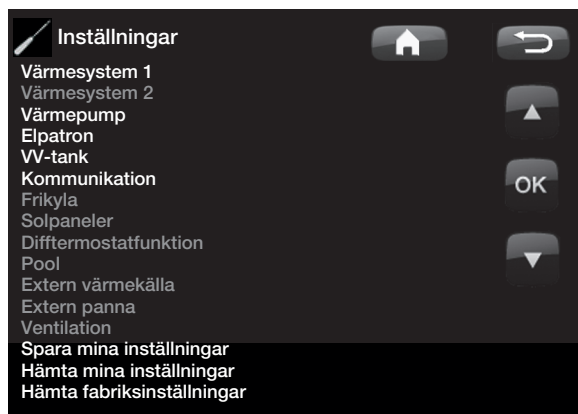 Inställningar
Värmesystem 1
Värmesystem 2
Värmepump
Elpatron
VV-tank
Kommunikation
Frikyla
Solpaneler
Difftermostatfunktion
Pool
Extern värmekälla
Extern panna
Ventilation
Spara mina inställningar
Hämta mina inställningar
Hämta fabriksinställningar
OK